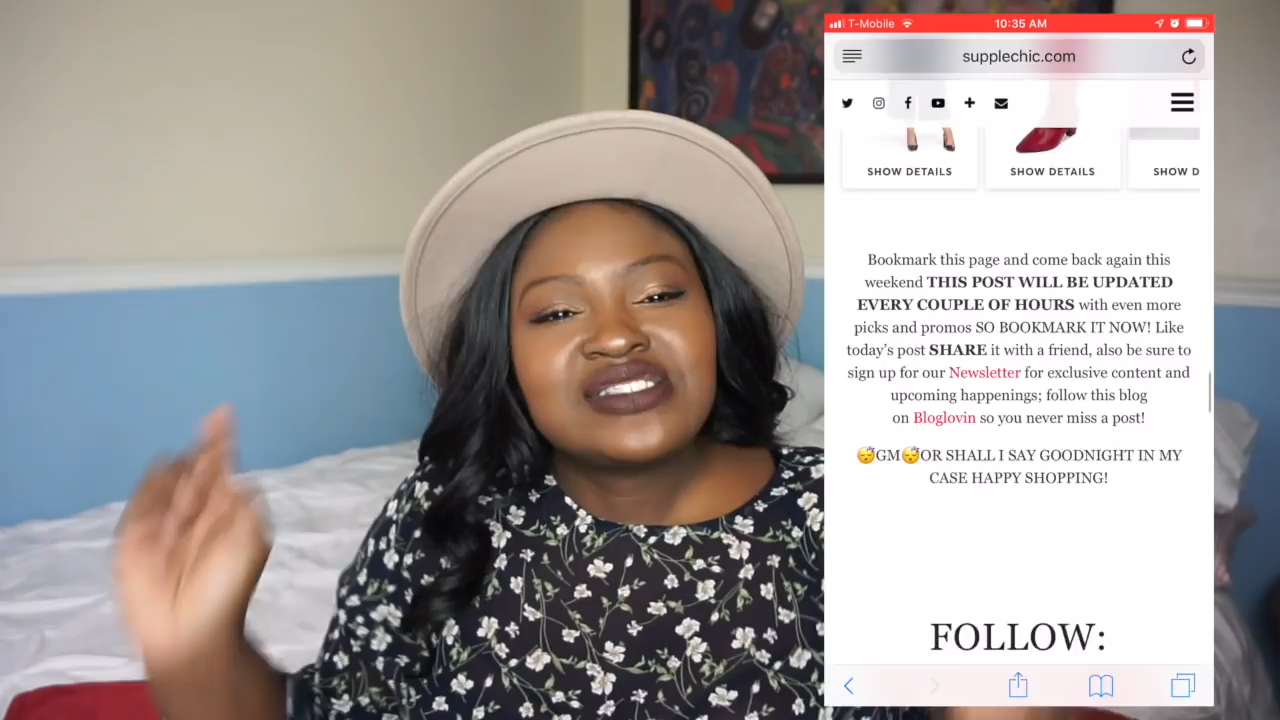 T-Mobile 10:35 AM
supplechic.com
SHOW DETAILS SHOW DETAILS SHOW D
Bookmark this page and come back again this
weekend THIS POST WILL BE UPDATED
EVERY COUPLE OF HOURS with even more
picks and promos SO BOOKMARK IT NOW! Like
today’s post SHARE it with a friend, also be sure to
sign up for our Newsletter for exclusive content and
upcoming happenings; follow this blog
on Bloglovin so you never miss a post!
😴GM😴OR SHALL I SAY GOODNIGHT IN MY
CASE HAPPY SHOPPING!
FOLLOW: